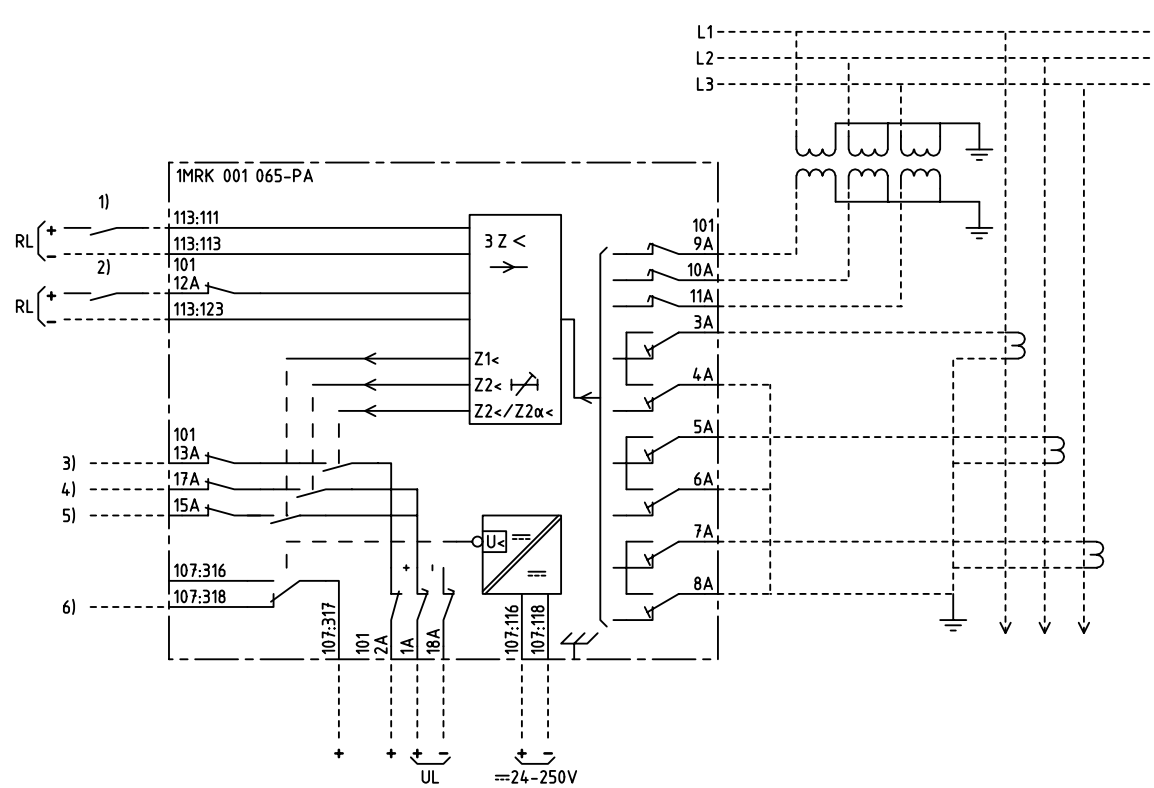 L1
L2
L3
1MRK 001 065-PA
1)
RL + 113:111
- 113:113
3 Z <
101
9A
2)
101
RL + 12A
- 113:123
10A
11A
3A
Z1<
Z2<
4A
Z2</Z2α<
101
5A
3) 13A
4) 17A
6A
5) 15A
7A
U<
+ -
107:316
8A
6) 107:318
107:317
101
2A
1A
18A
107:116
107:118
+ + + - + -
UL
24-250V